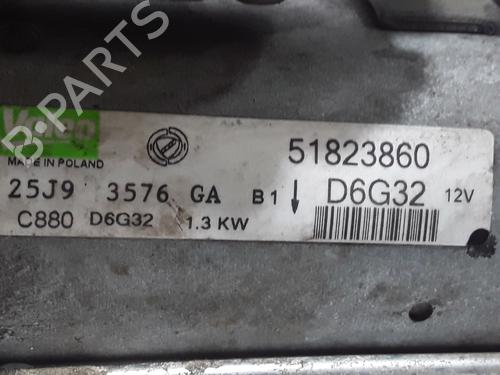 B-PARTS
Valeo
MADE IN POLAND
51823860
25J9 3576 GA B1 D6G32 12V
C880 D6G32 1.3 KW